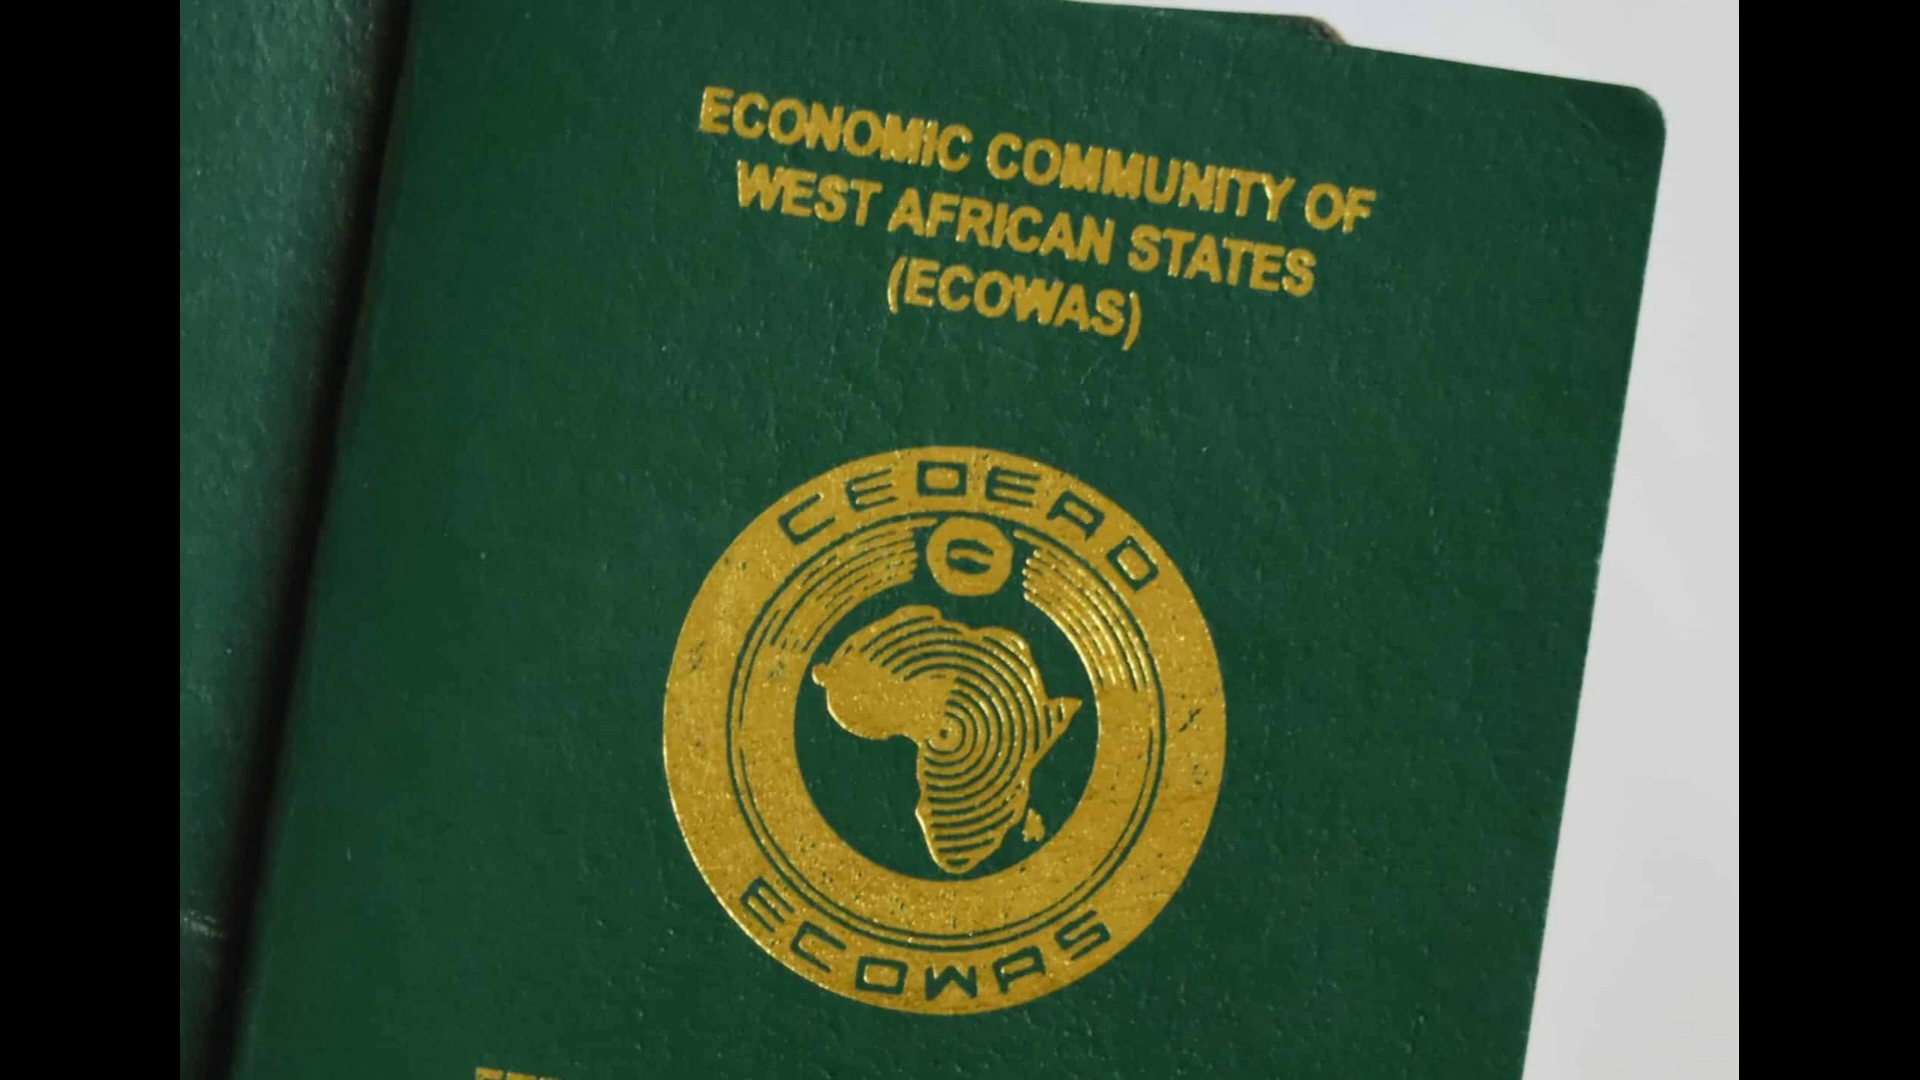 ECONOMIC COMMUNITY OF
WEST AFRICAN STATES
(ECOWAS)
CEDEAO
ECOWAS